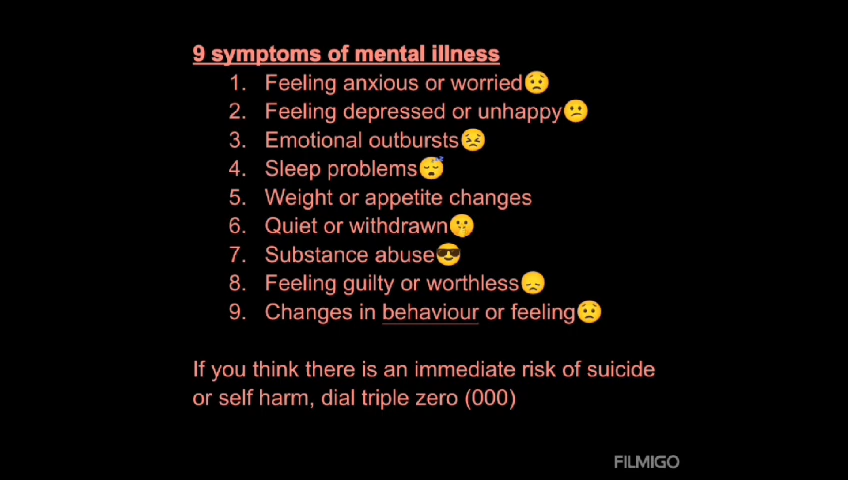 9 symptoms of mental illness
1. Feeling anxious or worried😟
2. Feeling depressed or unhappy😕
3. Emotional outbursts😣
4. Sleep problems😴
5. Weight or appetite changes
6. Quiet or withdrawn🤫
7. Substance abuse😎
8. Feeling guilty or worthless😞
9. Changes in behaviour or feeling😟
If you think there is an immediate risk of suicide
or self harm, dial triple zero (000)
FILMIGO